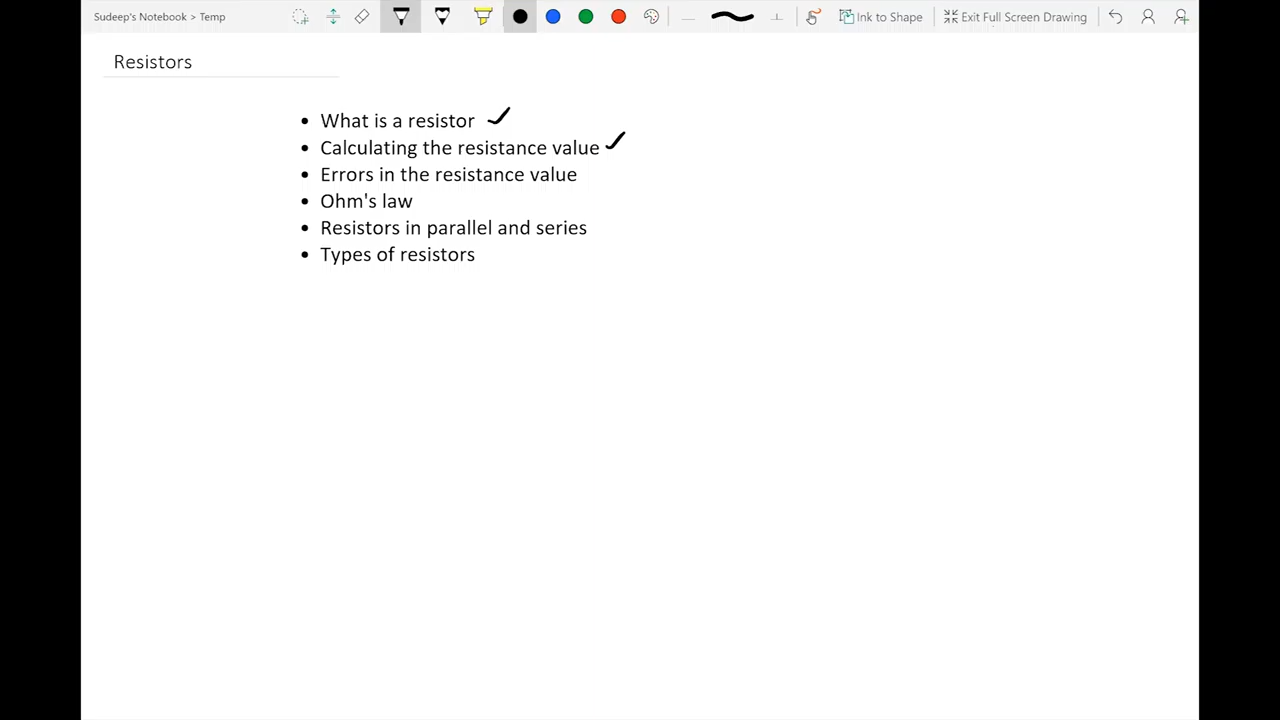 Sudeep's Notebook > Temp
Ink to Shape
Exit Full Screen Drawing
Resistors
• What is a resistor ✓
• Calculating the resistance value ✓
• Errors in the resistance value
• Ohm's law
• Resistors in parallel and series
• Types of resistors